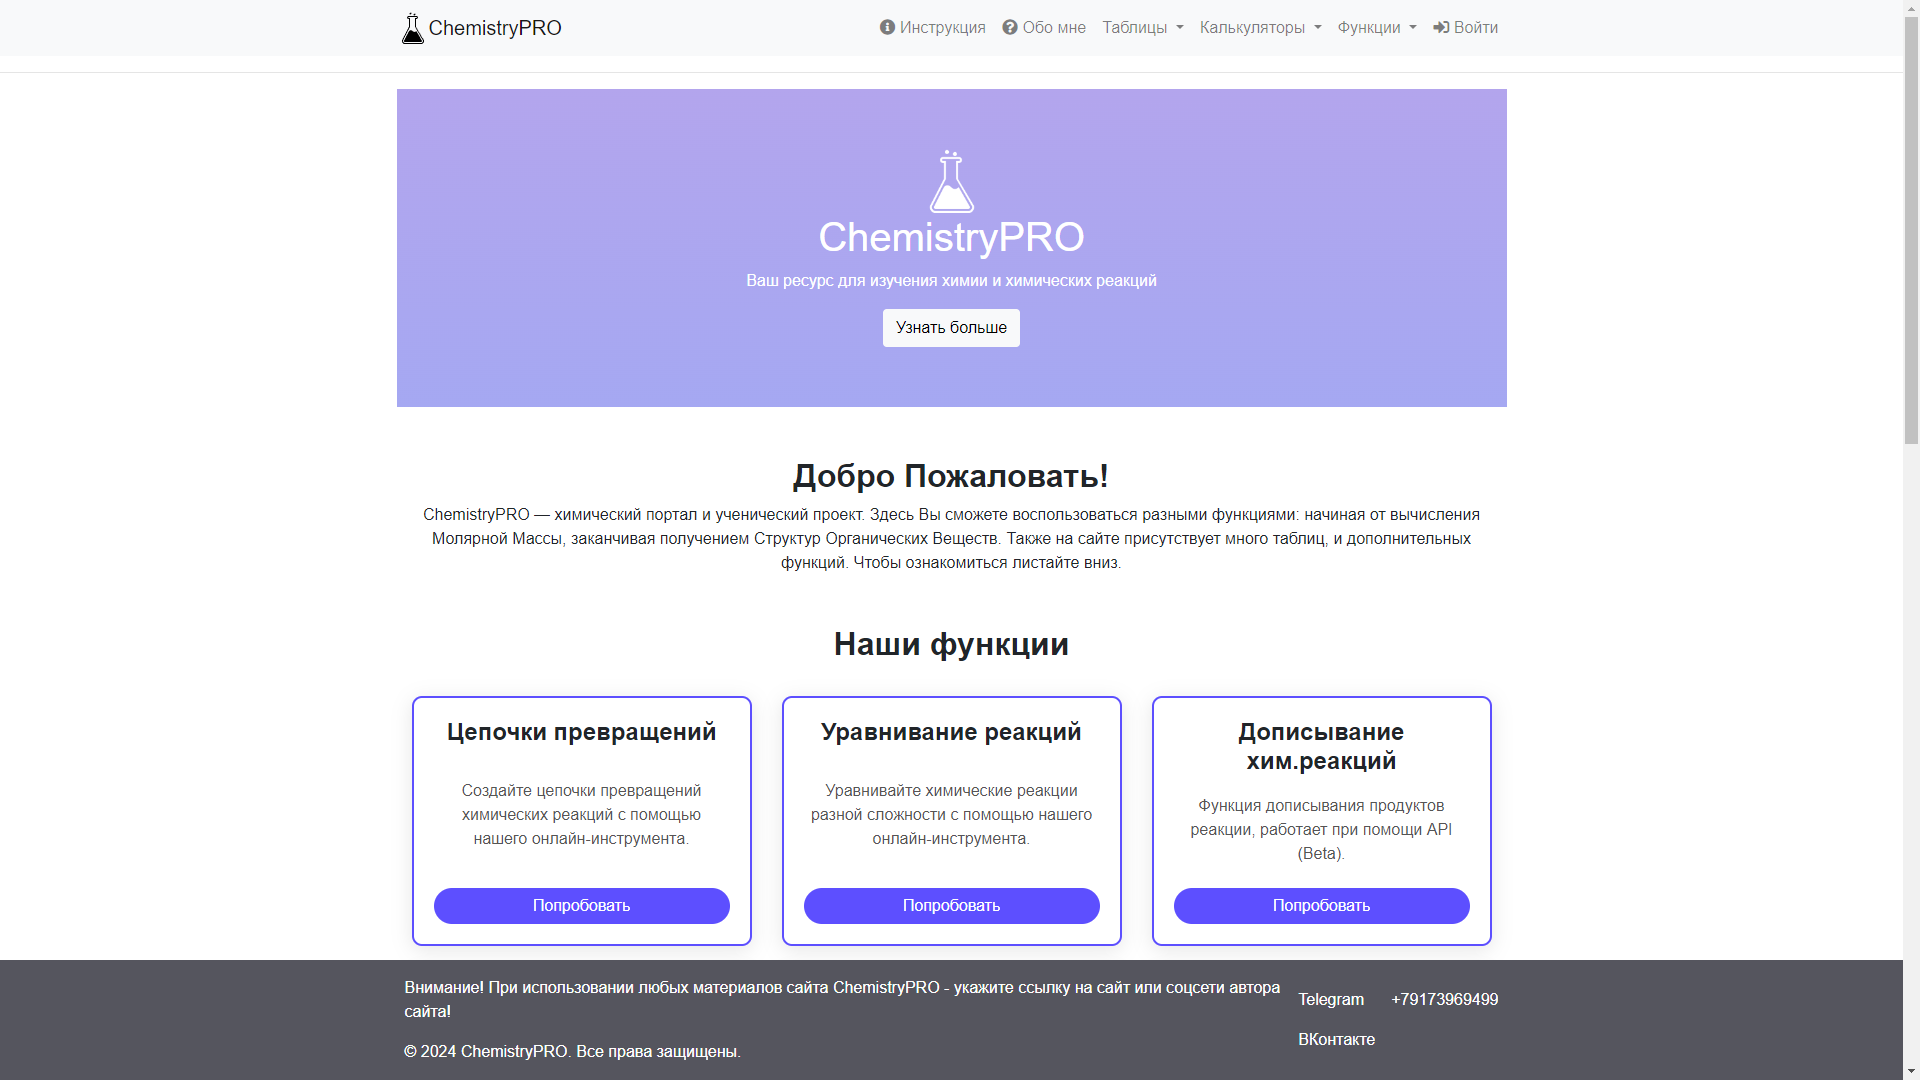 ChemistryPRO
Инструкция
Обо мне
Таблицы
Калькуляторы
Функции
Войти
ChemistryPRO
Ваш ресурс для изучения химии и химических реакций
Узнать больше
Добро Пожаловать!
ChemistryPRO — химический портал и ученический проект. Здесь Вы сможете воспользоваться разными функциями: начиная от вычисления
Молярной Массы, заканчивая получением Структур Органических Веществ. Также на сайте присутствует много таблиц, и дополнительных
функций. Чтобы ознакомиться листайте вниз.
Наши функции
Цепочки превращений
Создайте цепочки превращений
химических реакций с помощью
нашего онлайн-инструмента.
Попробовать
Уравнивание реакций
Уравнивайте химические реакции
разной сложности с помощью нашего
онлайн-инструмента.
Попробовать
Дописывание
хим.реакций
Функция дописывания продуктов
реакции, работает при помощи API
(Beta).
Попробовать
Внимание! При использовании любых материалов сайта ChemistryPRO - укажите ссылку на сайт или соцсети автора
сайта!
© 2024 ChemistryPRO. Все права защищены.
Telegram
+79173969499
ВКонтакте